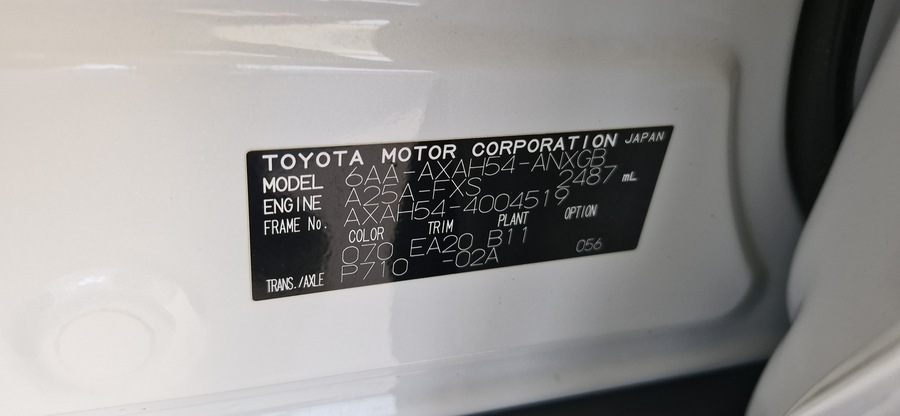 TOYOTA MOTOR CORPORATION JAPAN
MODEL 6AA-AXAH54-ANXGB
ENGINE A25A-FXS 2487 mL
FRAME No. AXAH54-4004519
COLOR TRIM PLANT OPTION
070 EA20 B11 056
TRANS./AXLE P710 -02A